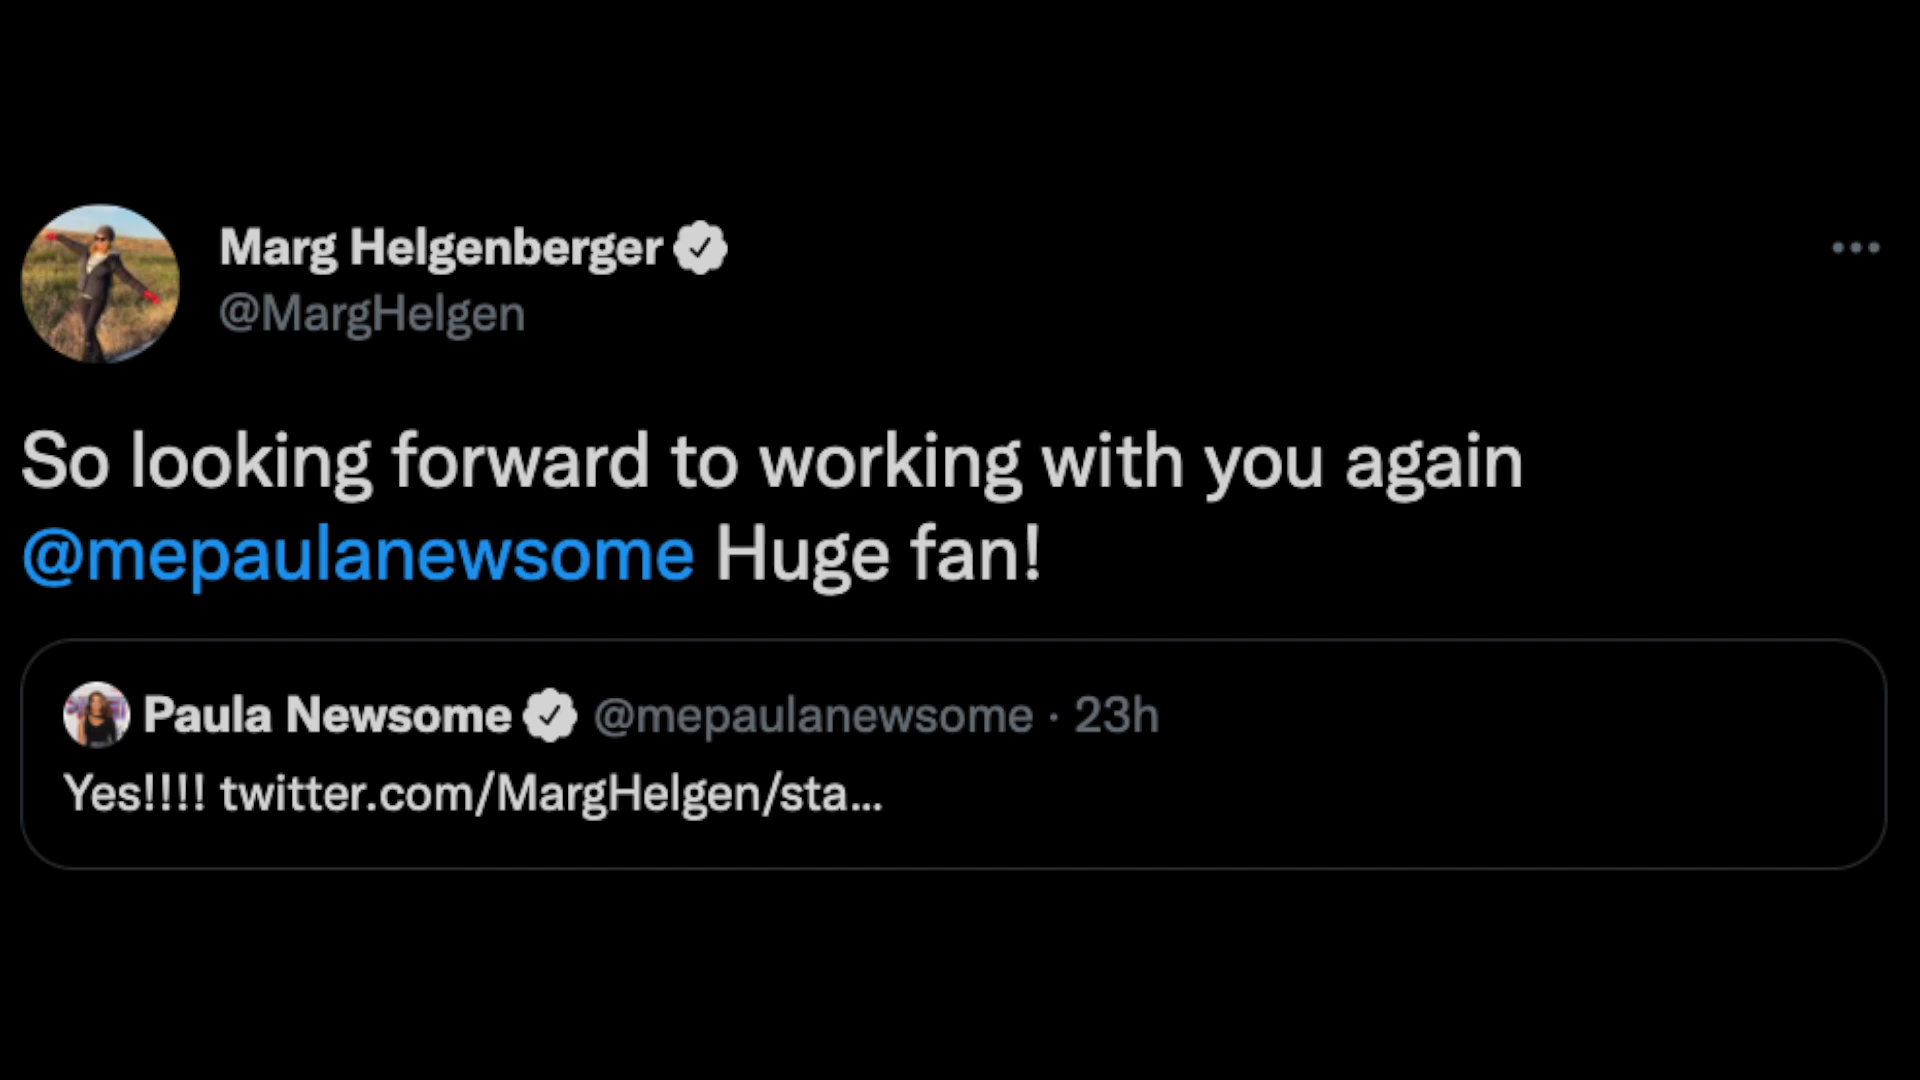 Marg Helgenberger
@MargHelgen
So looking forward to working with you again
@mepaulanewsome Huge fan!
Paula Newsome @mepaulanewsome · 23h
Yes!!!! twitter.com/MargHelgen/sta...